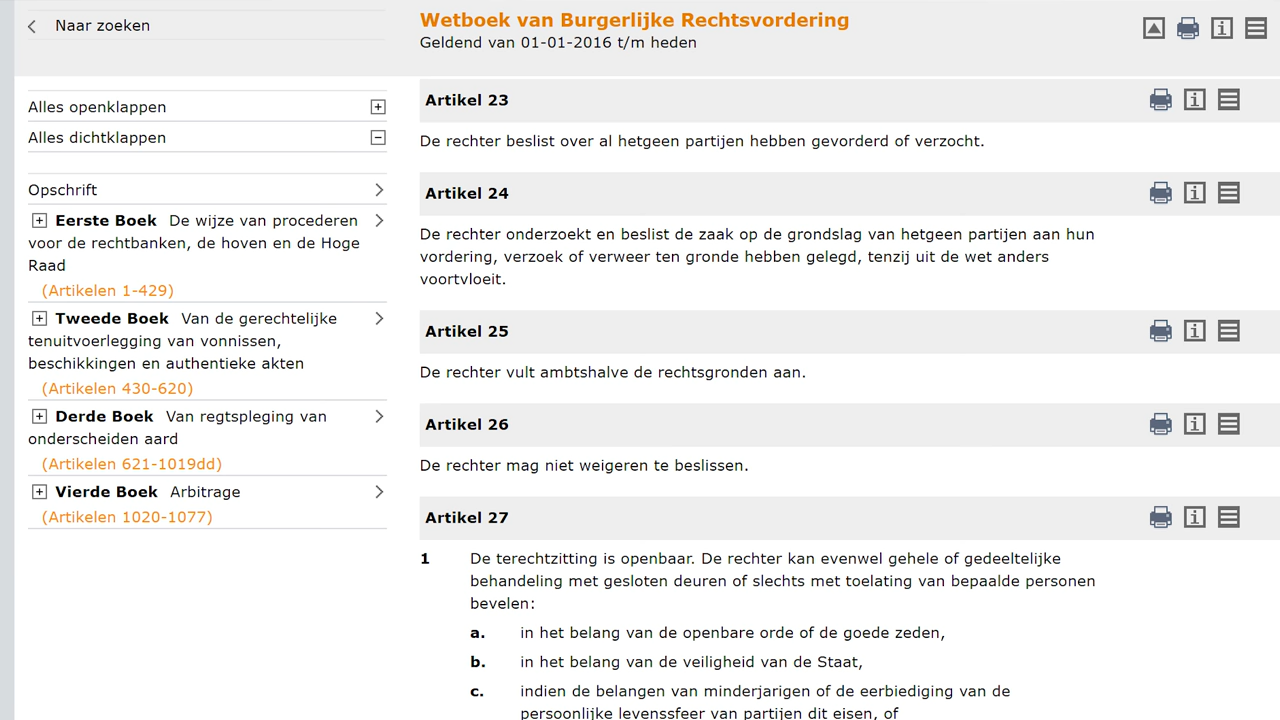 Naar zoeken
Wetboek van Burgerlijke Rechtsvordering
Geldend van 01-01-2016 t/m heden
Alles openklappen
Alles dichtklappen
Opschrift
Eerste Boek De wijze van procederen
voor de rechtbanken, de hoven en de Hoge
Raad
(Artikelen 1-429)
Tweede Boek Van de gerechtelijke
tenuitvoerlegging van vonnissen,
beschikkingen en authentieke akten
(Artikelen 430-620)
Derde Boek Van regtspleging van
onderscheiden aard
(Artikelen 621-1019dd)
Vierde Boek Arbitrage
(Artikelen 1020-1077)
Artikel 23
De rechter beslist over al hetgeen partijen hebben gevorderd of verzocht.
Artikel 24
De rechter onderzoekt en beslist de zaak op de grondslag van hetgeen partijen aan hun
vordering, verzoek of verweer ten gronde hebben gelegd, tenzij uit de wet anders
voortvloeit.
Artikel 25
De rechter vult ambtshalve de rechtsgronden aan.
Artikel 26
De rechter mag niet weigeren te beslissen.
Artikel 27
1 De terechtzitting is openbaar. De rechter kan evenwel gehele of gedeeltelijke
behandeling met gesloten deuren of slechts met toelating van bepaalde personen
bevelen:
a. in het belang van de openbare orde of de goede zeden,
b. in het belang van de veiligheid van de Staat,
c. indien de belangen van minderjarigen of de eerbiediging van de
persoonlijke levenssfeer van partijen dit eisen, of